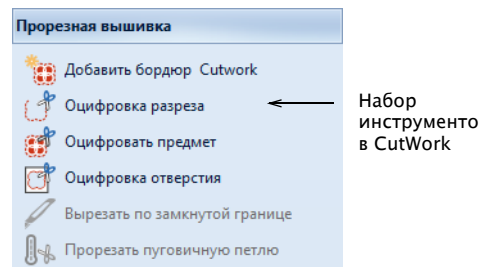 Прорезная вышивка
Добавить бордюр Cutwork
Оцифровка разреза
Оцифровать предмет
Оцифровка отверстия
Вырезать по замкнутой границе
Прорезать пуговичную петлю
Набор
инструменто
в CutWork